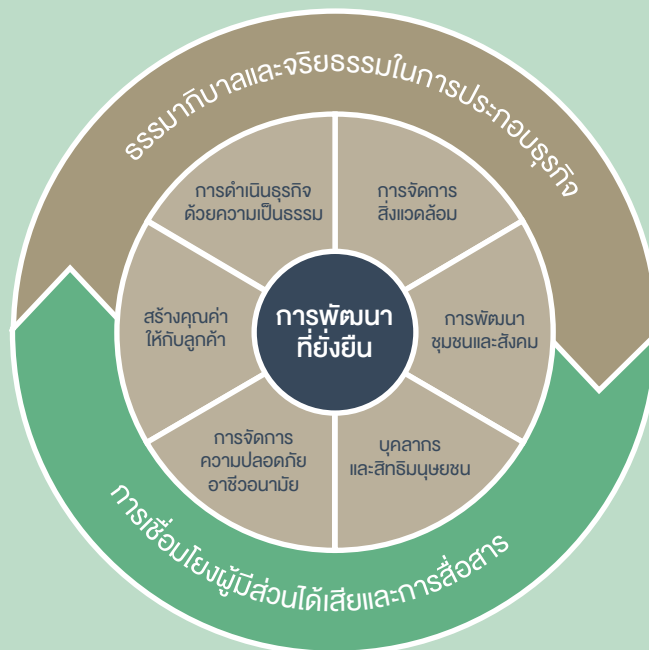 ธรรมาภิบาลและจริยธรรมในการประกอบธุรกิจ
การดำเนินธุรกิจ
ด้วยความเป็นธรรม
การจัดการ
สิ่งแวดล้อม
สร้างคุณค่า
ให้กับลูกค้า
การพัฒนา
ที่ยั่งยืน
การพัฒนา
ชุมชนและสังคม
การจัดการ
ความปลอดภัย
อาชีวอนามัย
บุคลากร
และสิทธิมนุษยชน
การเชื่อมโยงผู้มีส่วนได้เสียและการสื่อสาร